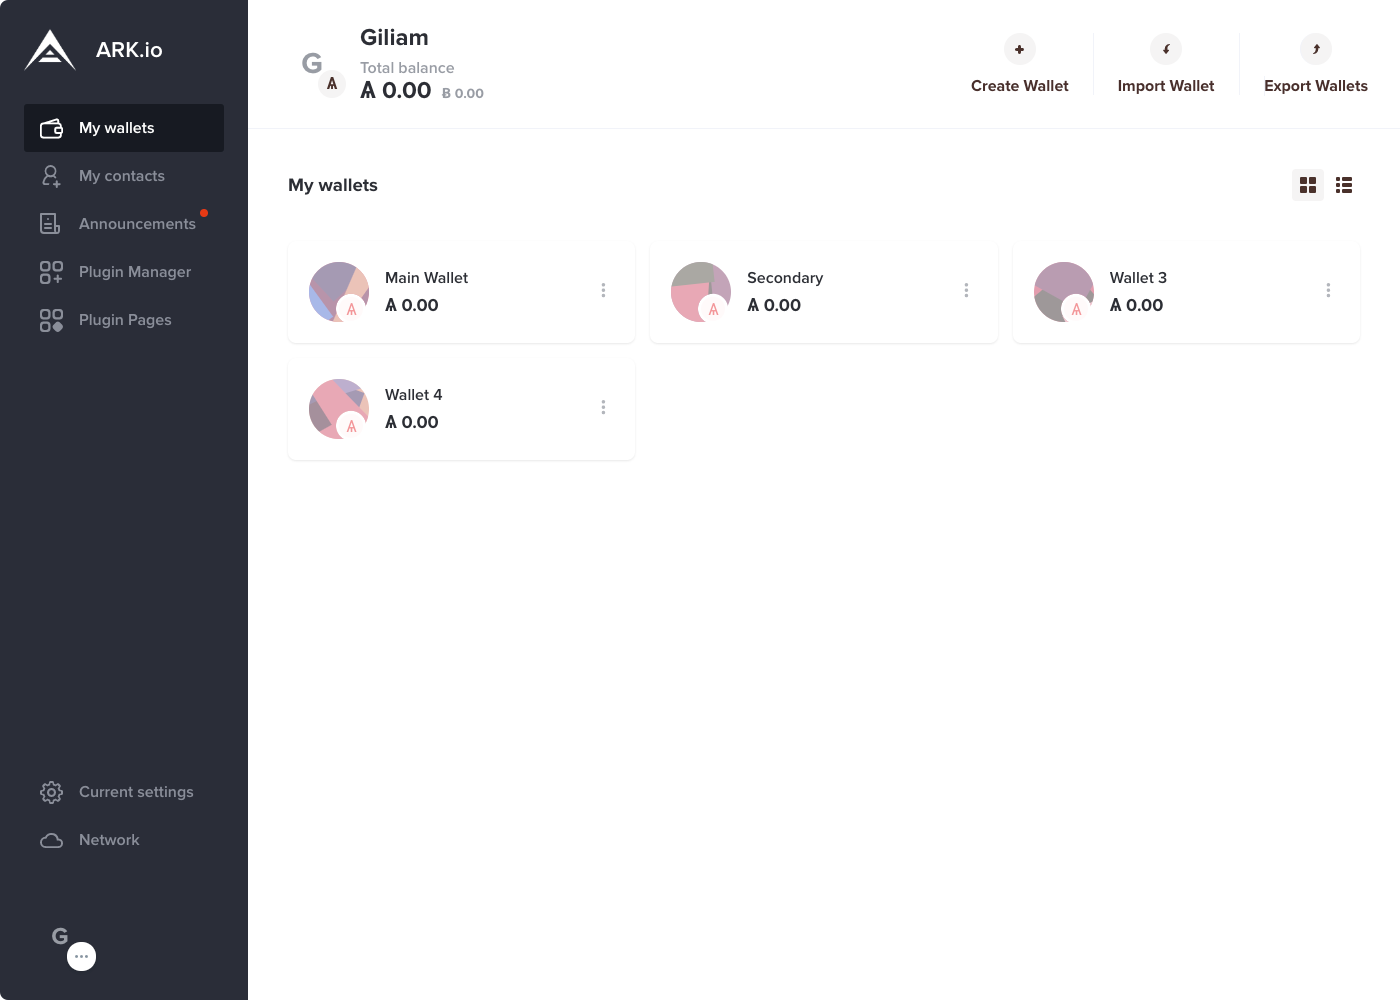 ARK.io
My wallets
My contacts
Announcements
Plugin Manager
Plugin Pages
Current settings
Network
G
G
Giliam
Total balance
Ѧ 0.00 Ƀ 0.00
Create Wallet
Import Wallet
Export Wallets
My wallets
Main Wallet
Ѧ 0.00
Secondary
Ѧ 0.00
Wallet 3
Ѧ 0.00
Wallet 4
Ѧ 0.00